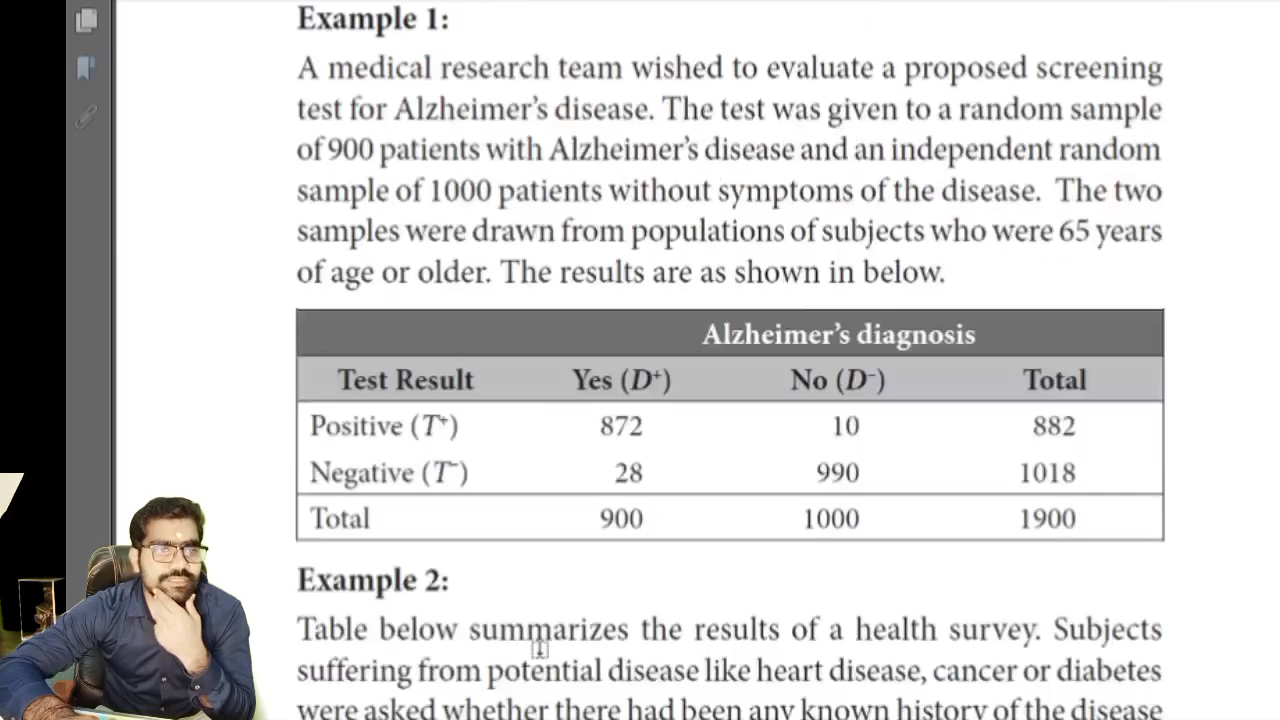 Example 1:
A medical research team wished to evaluate a proposed screening
test for Alzheimer’s disease. The test was given to a random sample
of 900 patients with Alzheimer’s disease and an independent random
sample of 1000 patients without symptoms of the disease. The two
samples were drawn from populations of subjects who were 65 years
of age or older. The results are as shown in below.
Alzheimer’s diagnosis
Test Result Yes (D+) No (D−) Total
Positive (T+) 872 10 882
Negative (T−) 28 990 1018
Total 900 1000 1900
Example 2:
Table below summarizes the results of a health survey. Subjects
suffering from potential disease like heart disease, cancer or diabetes
were asked whether there had been any known history of the disease